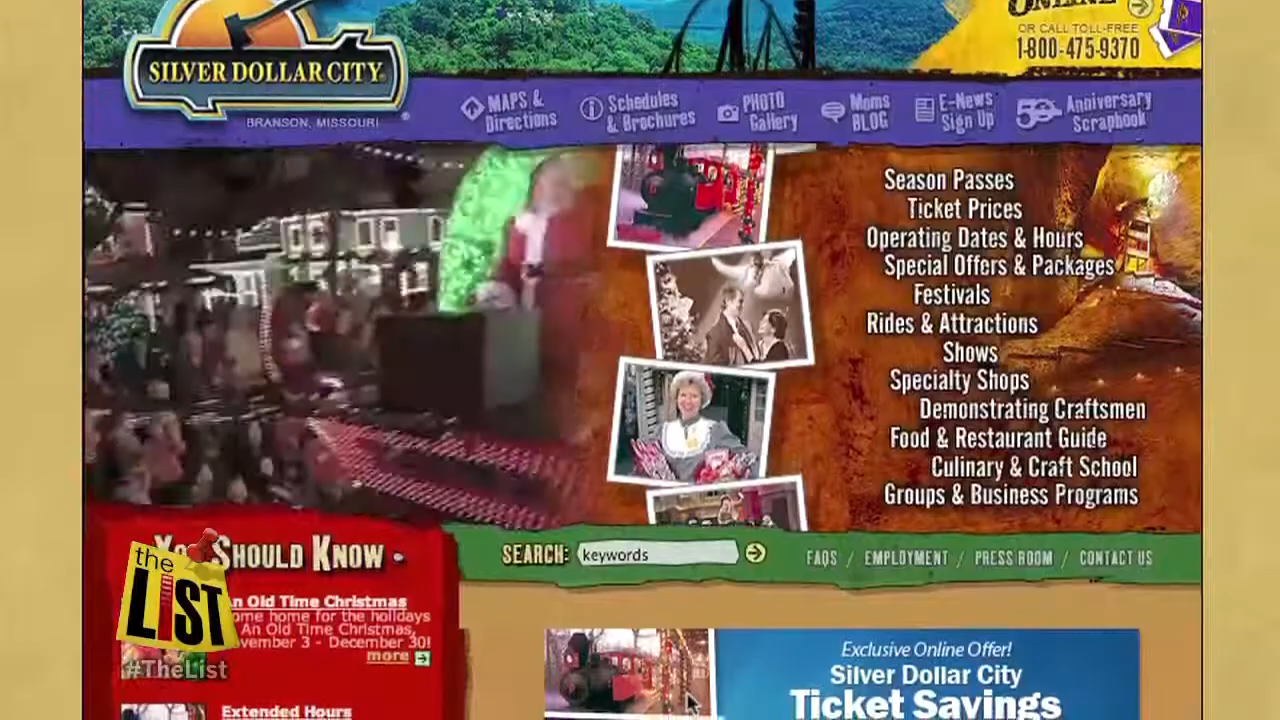 ONLINE
OR CALL TOLL-FREE
1-800-475-9370
SILVER DOLLAR CITY
BRANSON, MISSOURI
MAPS &
Directions
Schedules
& Brochures
PHOTO
Gallery
Moms
BLOG
E-News
Sign Up
50
Anniversary
Scrapbook
Season Passes
Ticket Prices
Operating Dates & Hours
Special Offers & Packages
Festivals
Rides & Attractions
Shows
Specialty Shops
Demonstrating Craftsmen
Food & Restaurant Guide
Culinary & Craft School
Groups & Business Programs
SHOULD KNOW
SEARCH: keywords
FAQS / EMPLOYMENT / PRESS ROOM / CONTACT US
the
LIST
#TheList
An Old Time Christmas
ome home for the holidays
An Old Time Christmas,
ovember 3 - December 30!
more
Extended Hours
Exclusive Online Offer!
Silver Dollar City
Ticket Savings